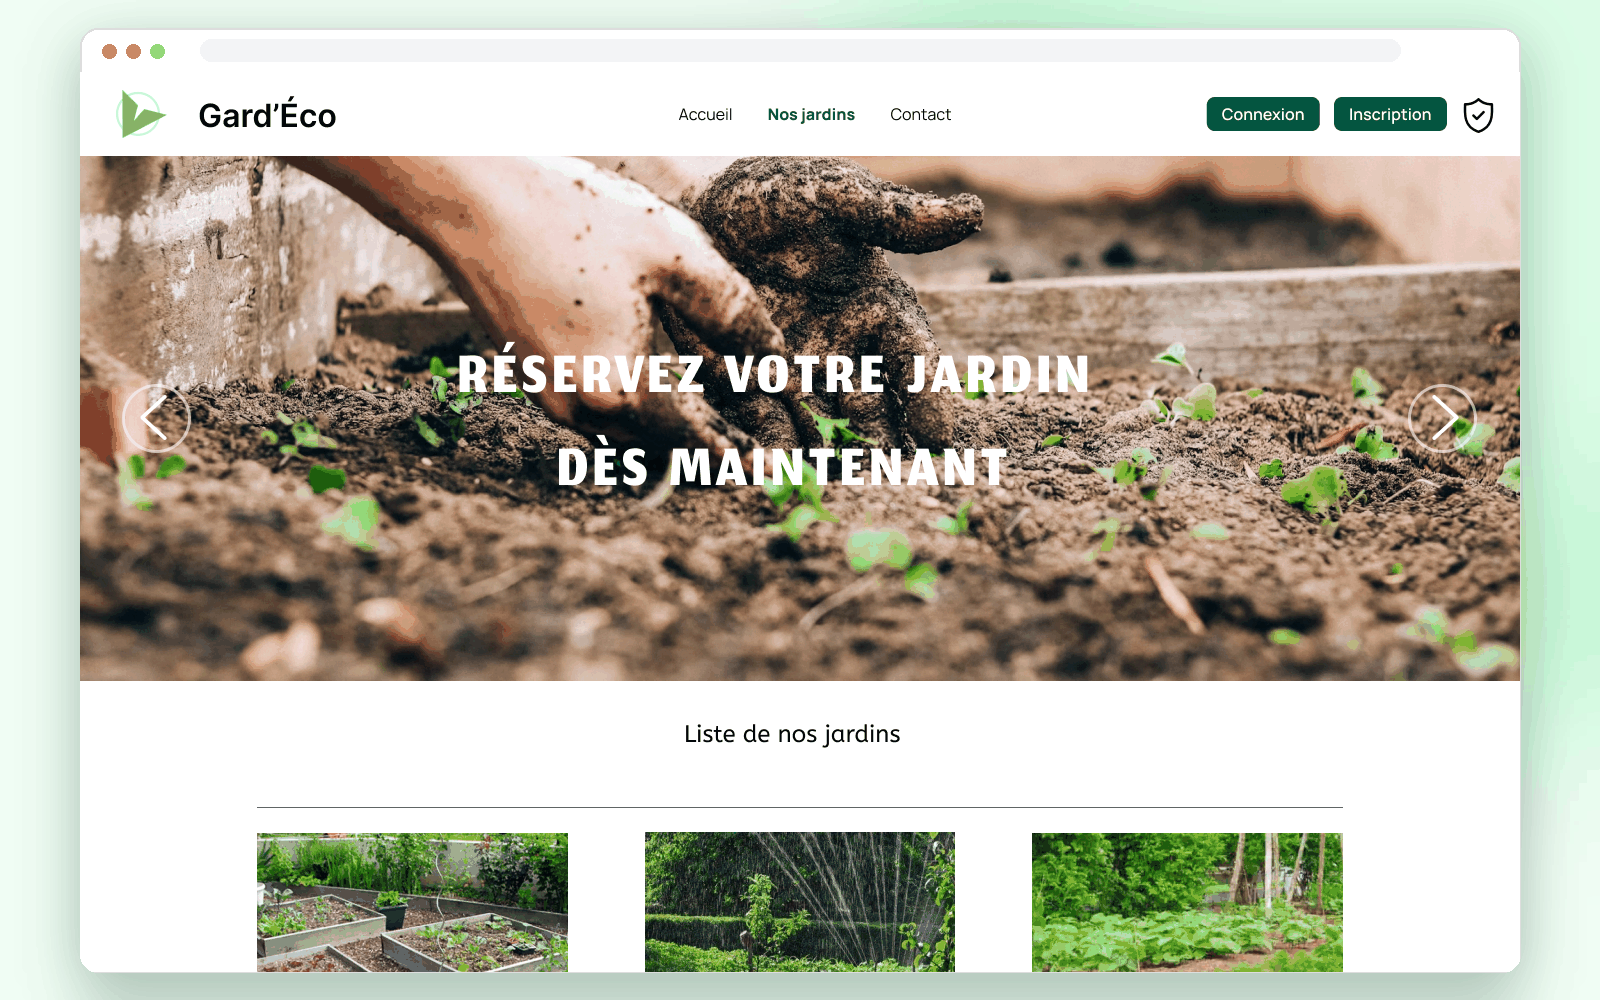 Gard’Éco
Accueil
Nos jardins
Contact
Connexion
Inscription
RÉSERVEZ VOTRE JARDIN
DÈS MAINTENANT
Liste de nos jardins